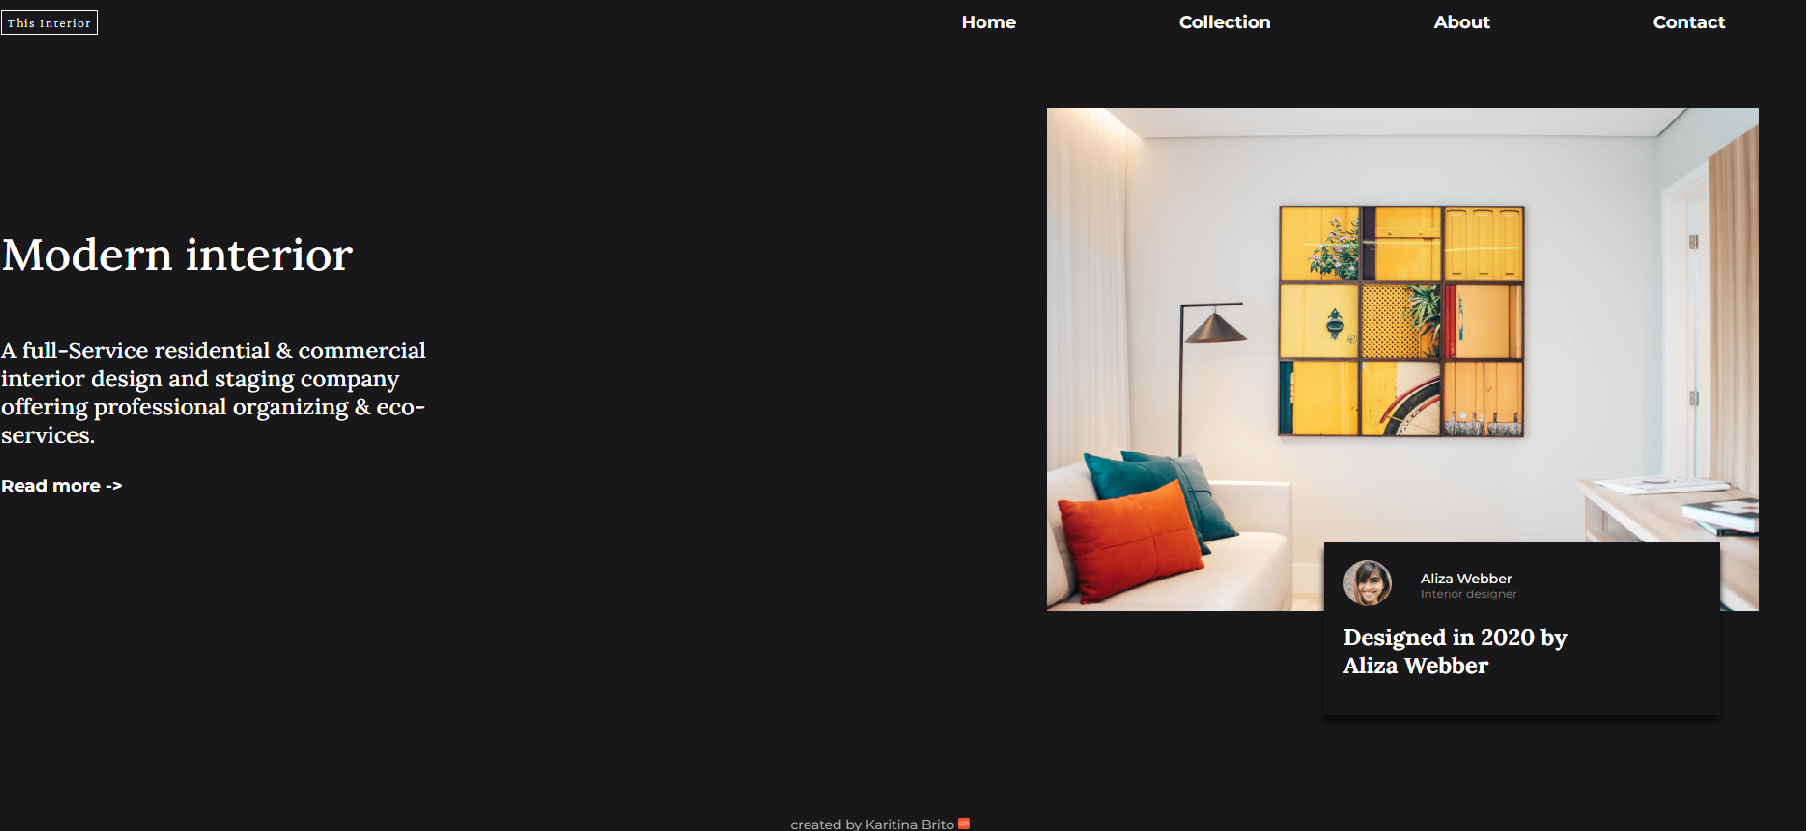 This Interior
Home
Collection
About
Contact
Modern interior
A full-Service residential & commercial
interior design and staging company
offering professional organizing & eco-
services.
Read more ->
Aliza Webber
Interior designer
Designed in 2020 by
Aliza Webber
created by Karitina Brito